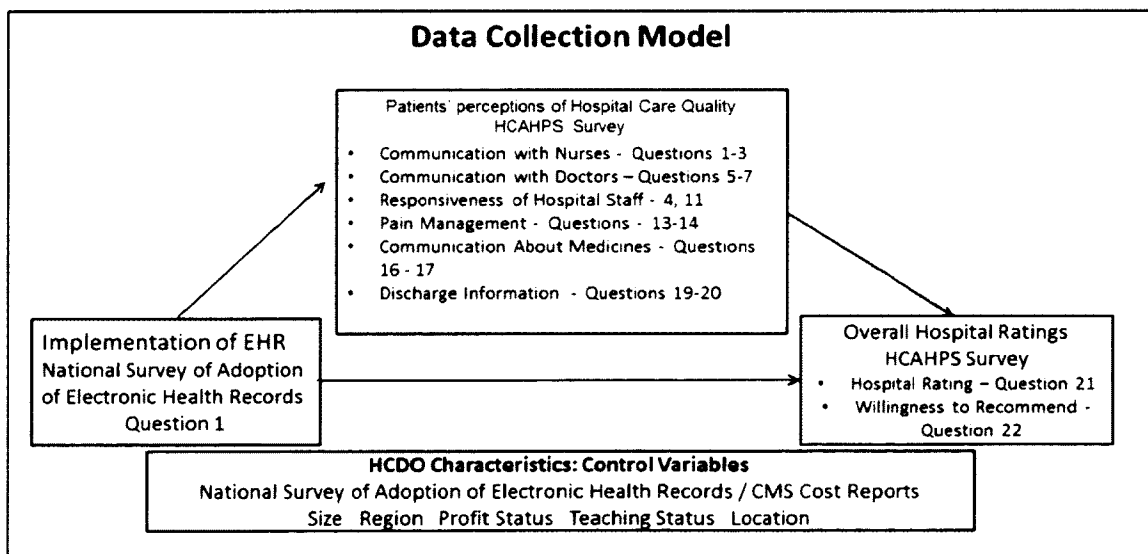 Data Collection Model
Patients' perceptions of Hospital Care Quality
HCAHPS Survey
• Communication with Nurses - Questions 1-3
• Communication with Doctors – Questions 5-7
• Responsiveness of Hospital Staff - 4, 11
• Pain Management - Questions - 13-14
• Communication About Medicines - Questions
16 - 17
• Discharge Information - Questions 19-20
Implementation of EHR
National Survey of Adoption
of Electronic Health Records
Question 1
Overall Hospital Ratings
HCAHPS Survey
• Hospital Rating – Question 21
• Willingness to Recommend -
Question 22
HCDO Characteristics: Control Variables
National Survey of Adoption of Electronic Health Records / CMS Cost Reports
Size Region Profit Status Teaching Status Location